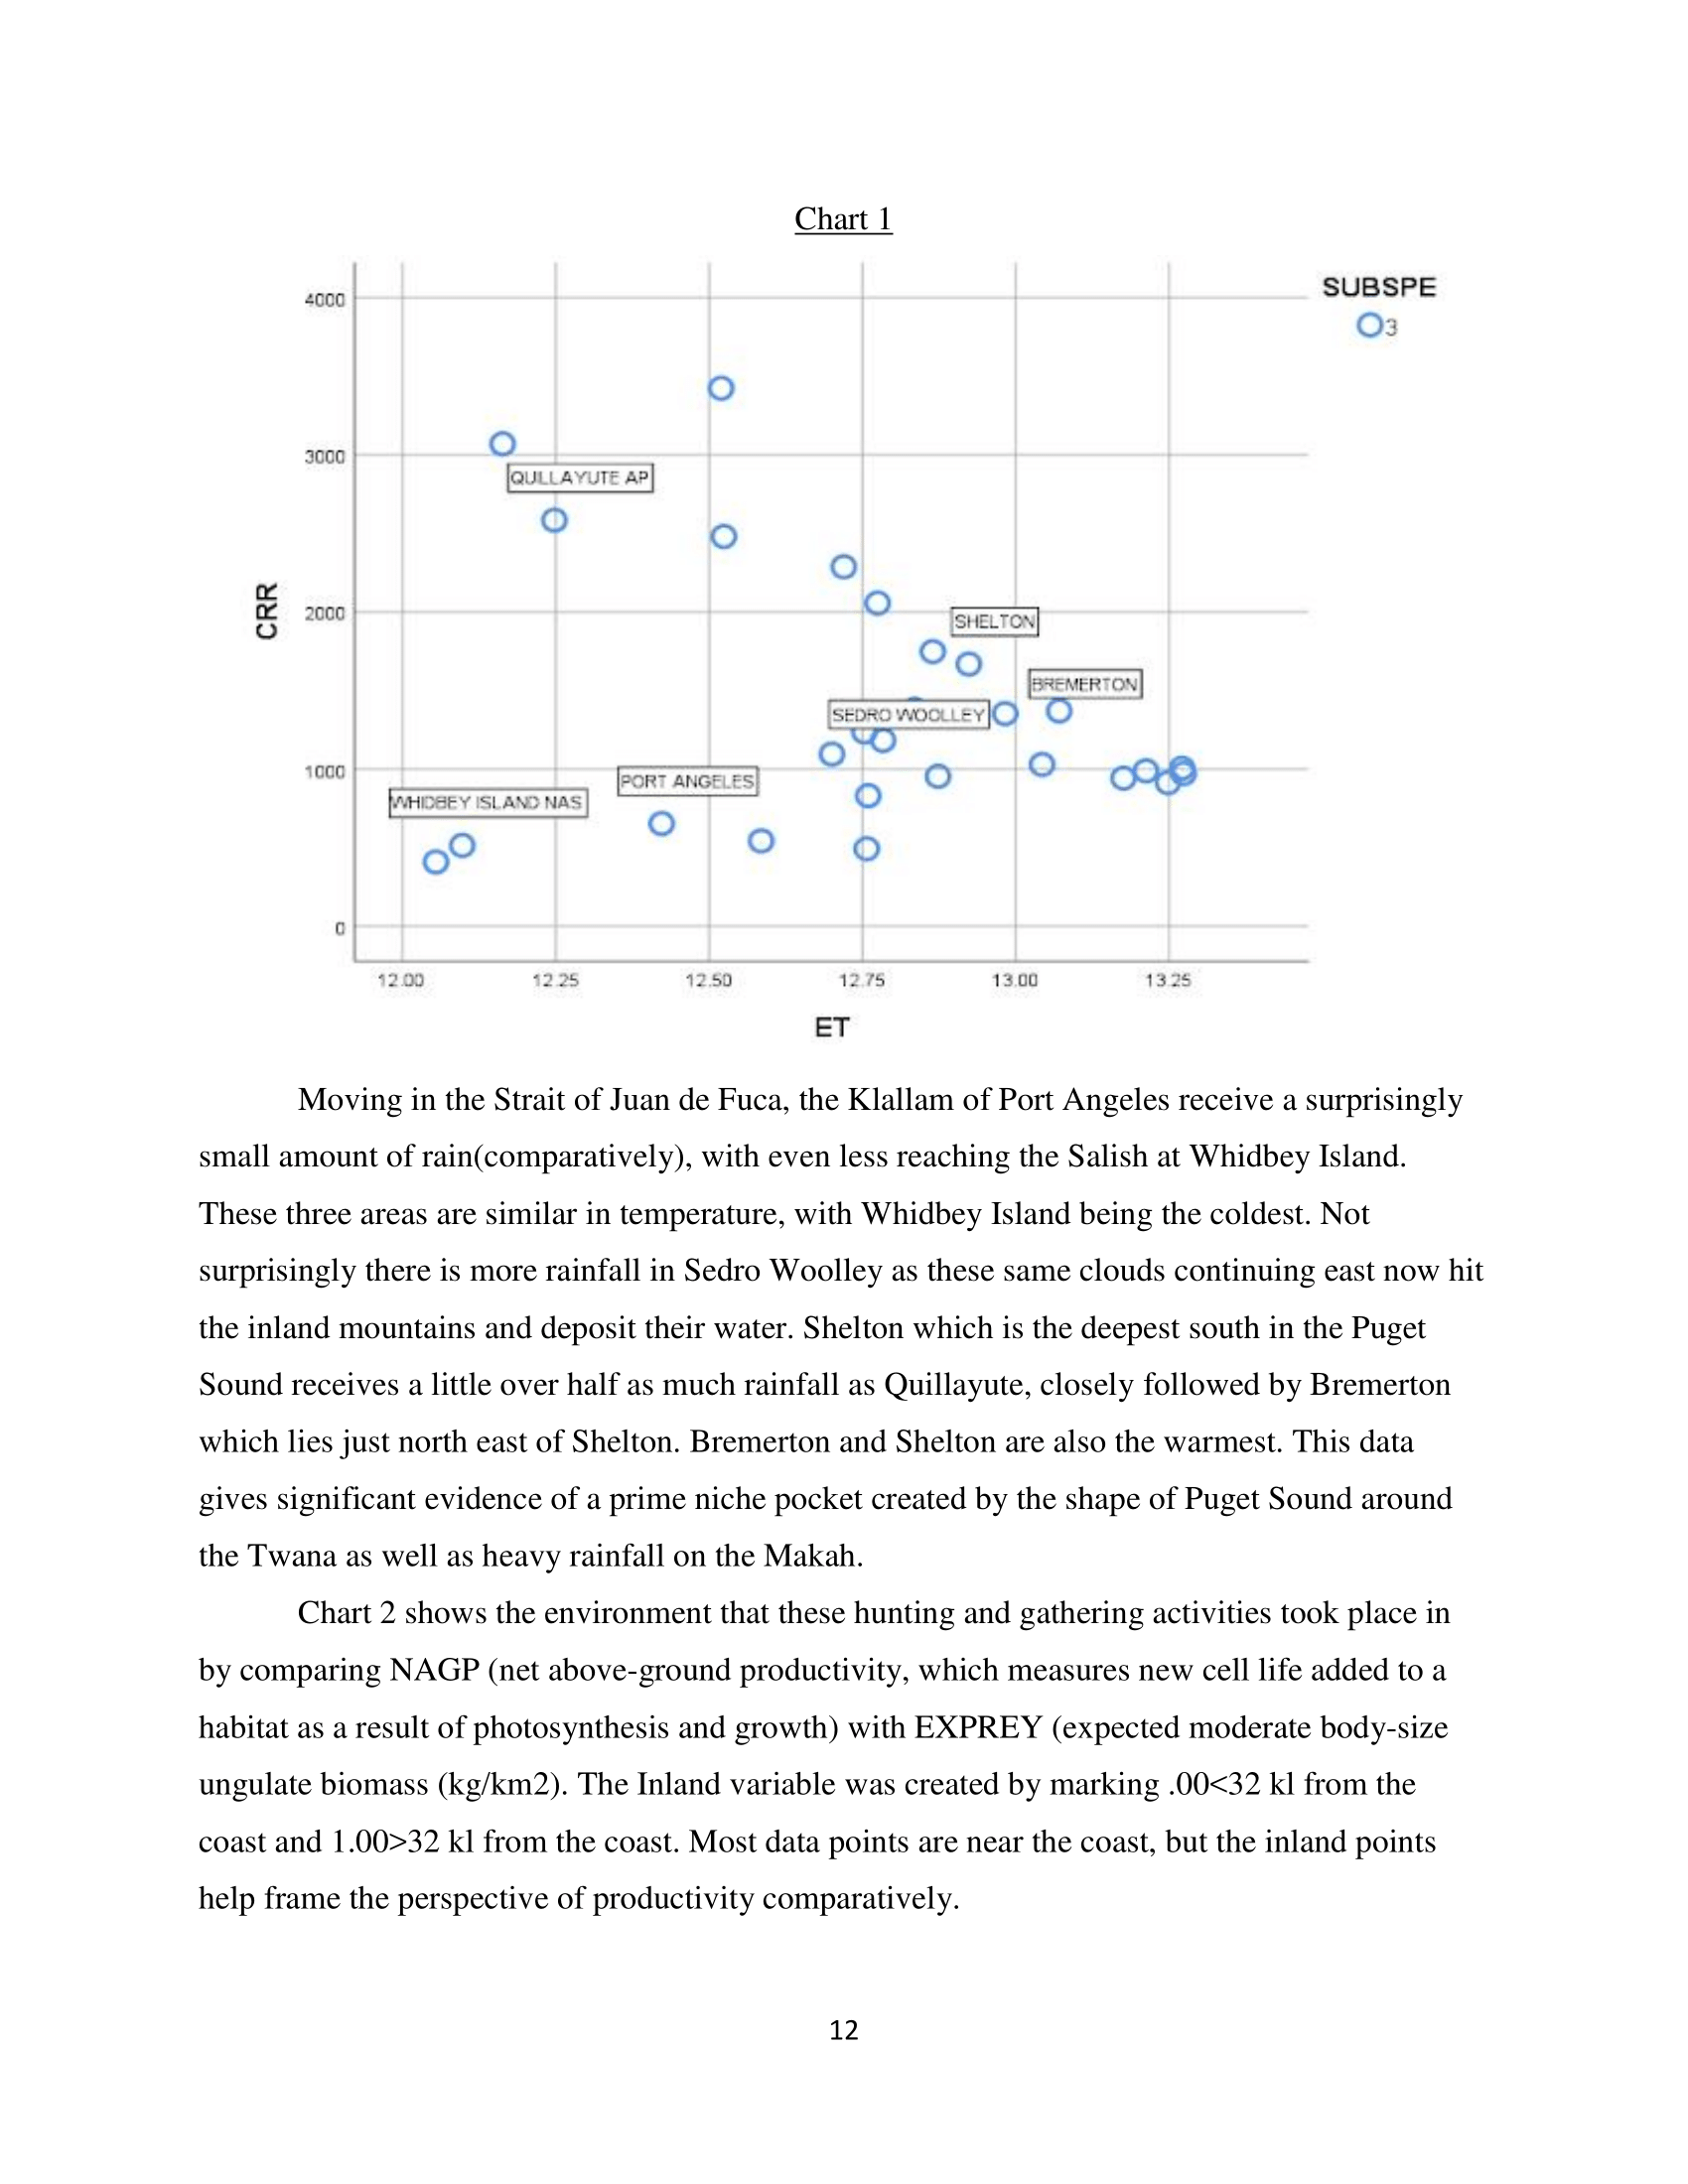 Chart 1
SUBSPE
3
4000
3000
2000
1000
0
CRR
QUILLAYUTE AP
SHELTON
BREMERTON
SEDRO WOOLLEY
PORT ANGELES
WHIDBEY ISLAND NAS
12.00 12.25 12.50 12.75 13.00 13.25
ET
Moving in the Strait of Juan de Fuca, the Klallam of Port Angeles receive a surprisingly
small amount of rain(comparatively), with even less reaching the Salish at Whidbey Island.
These three areas are similar in temperature, with Whidbey Island being the coldest. Not
surprisingly there is more rainfall in Sedro Woolley as these same clouds continuing east now hit
the inland mountains and deposit their water. Shelton which is the deepest south in the Puget
Sound receives a little over half as much rainfall as Quillayute, closely followed by Bremerton
which lies just north east of Shelton. Bremerton and Shelton are also the warmest. This data
gives significant evidence of a prime niche pocket created by the shape of Puget Sound around
the Twana as well as heavy rainfall on the Makah.
Chart 2 shows the environment that these hunting and gathering activities took place in
by comparing NAGP (net above-ground productivity, which measures new cell life added to a
habitat as a result of photosynthesis and growth) with EXPREY (expected moderate body-size
ungulate biomass (kg/km2). The Inland variable was created by marking .00<32 kl from the
coast and 1.00>32 kl from the coast. Most data points are near the coast, but the inland points
help frame the perspective of productivity comparatively.
12